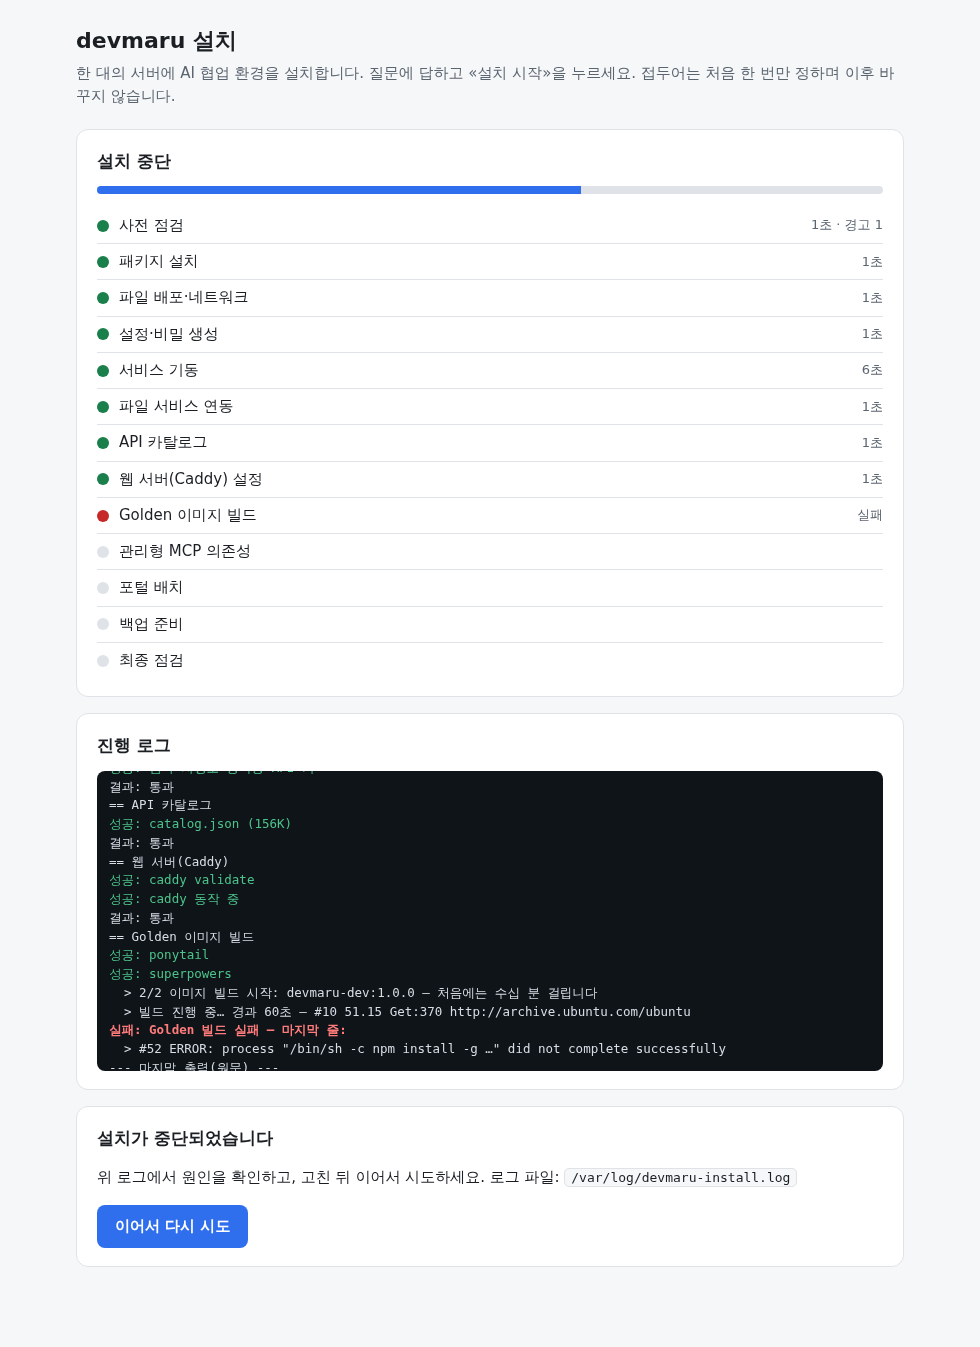 devmaru 설치
한 대의 서버에 AI 협업 환경을 설치합니다. 질문에 답하고 «설치 시작»을 누르세요. 접두어는 처음 한 번만 정하며 이후 바
꾸지 않습니다.
설치 중단
사전 점검 1초 · 경고 1
패키지 설치 1초
파일 배포·네트워크 1초
설정·비밀 생성 1초
서비스 기동 6초
파일 서비스 연동 1초
API 카탈로그 1초
웹 서버(Caddy) 설정 1초
Golden 이미지 빌드 실패
관리형 MCP 의존성
포털 배치
백업 준비
최종 점검
진행 로그
결과: 통과
== API 카탈로그
성공: catalog.json (156K)
결과: 통과
== 웹 서버(Caddy)
성공: caddy validate
성공: caddy 동작 중
결과: 통과
== Golden 이미지 빌드
성공: ponytail
성공: superpowers
> 2/2 이미지 빌드 시작: devmaru-dev:1.0.0 — 처음에는 수십 분 걸립니다
> 빌드 진행 중… 경과 60초 — #10 51.15 Get:370 http://archive.ubuntu.com/ubuntu
실패: Golden 빌드 실패 — 마지막 줄:
> #52 ERROR: process "/bin/sh -c npm install -g …" did not complete successfully
--- 마지막 출력(원문) ---
설치가 중단되었습니다
위 로그에서 원인을 확인하고, 고친 뒤 이어서 시도하세요. 로그 파일: /var/log/devmaru-install.log
이어서 다시 시도